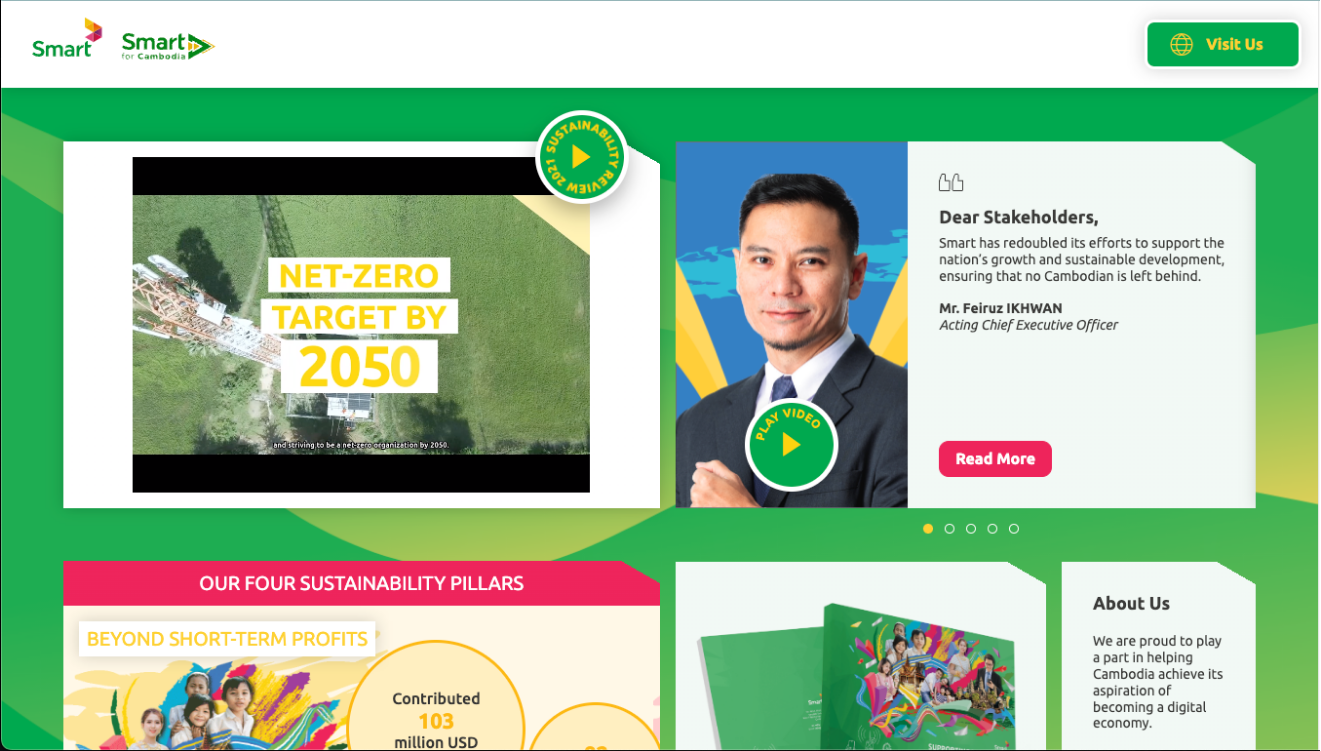 Smart
Smart
for Cambodia
Visit Us
SUSTAINABILITY REVIEW 2021
NET-ZERO
TARGET BY
2050
and striving to be a net-zero organization by 2050.
Dear Stakeholders,
Smart has redoubled its efforts to support the
nation's growth and sustainable development,
ensuring that no Cambodian is left behind.
Mr. Feiruz IKHWAN
Acting Chief Executive Officer
PLAY VIDEO
Read More
OUR FOUR SUSTAINABILITY PILLARS
BEYOND SHORT-TERM PROFITS
Contributed
103
million USD
About Us
We are proud to play
a part in helping
Cambodia achieve its
aspiration of
becoming a digital
economy.